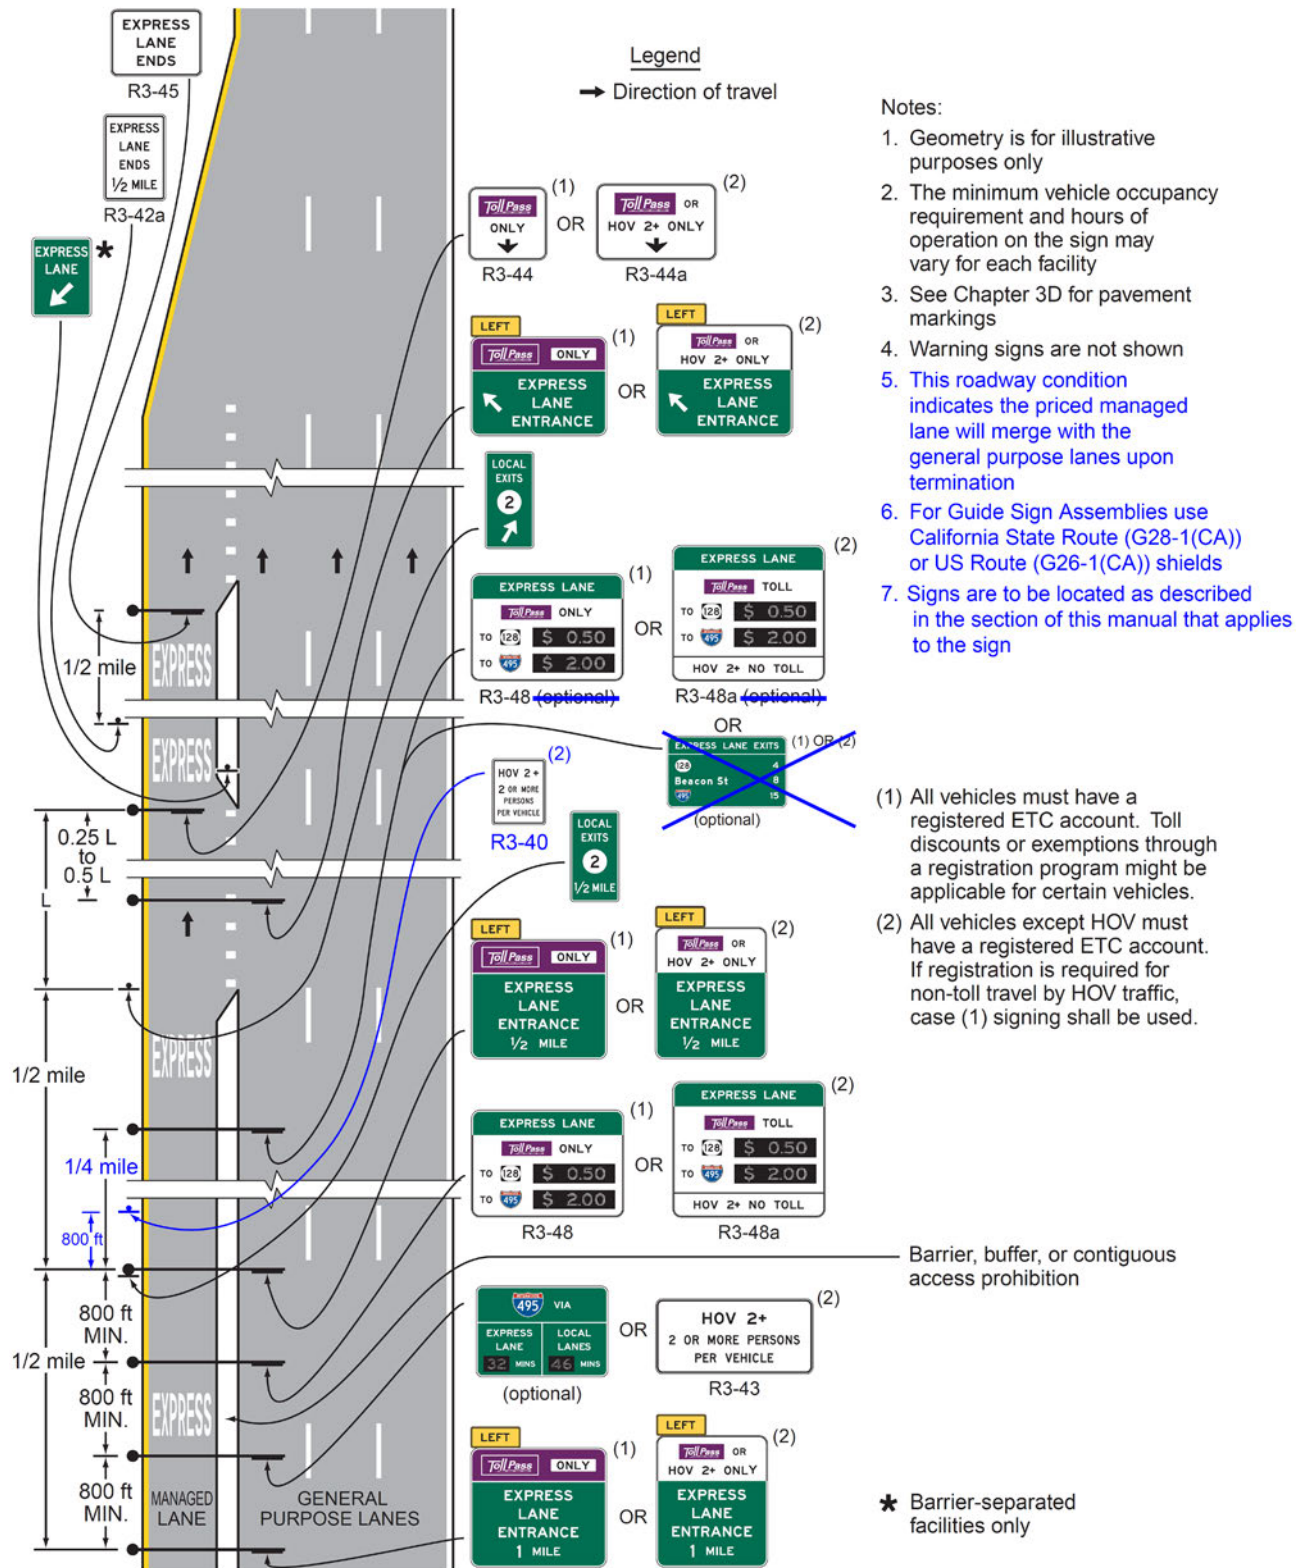 EXPRESS
LANE
ENDS
R3-45
EXPRESS
LANE
ENDS
1/2 MILE
R3-42a
EXPRESS
LANE
*
Legend
Direction of travel
Toll Pass
ONLY
(1)
R3-44
OR
Toll Pass OR
HOV 2+ ONLY
(2)
R3-44a
LEFT
Toll Pass ONLY
EXPRESS
LANE
ENTRANCE
(1)
OR
LEFT
Toll Pass OR
HOV 2+ ONLY
EXPRESS
LANE
ENTRANCE
(2)
LOCAL
EXITS
2
EXPRESS LANE
Toll Pass ONLY
TO 128 $ 0.50
TO 495 $ 2.00
(1)
R3-48 (optional)
OR
EXPRESS LANE
Toll Pass TOLL
TO 128 $ 0.50
TO 495 $ 2.00
HOV 2+ NO TOLL
(2)
R3-48a (optional)
OR
EXPRESS LANE EXITS
128 4
Beacon St 8
495 15
(1) OR (2)
(optional)
HOV 2+
2 OR MORE
PERSONS
PER VEHICLE
(2)
R3-40
LOCAL
EXITS
2
1/2 MILE
LEFT
Toll Pass ONLY
EXPRESS
LANE
ENTRANCE
1/2 MILE
(1)
OR
LEFT
Toll Pass OR
HOV 2+ ONLY
EXPRESS
LANE
ENTRANCE
1/2 MILE
(2)
EXPRESS LANE
Toll Pass ONLY
TO 128 $ 0.50
TO 495 $ 2.00
(1)
R3-48
OR
EXPRESS LANE
Toll Pass TOLL
TO 128 $ 0.50
TO 495 $ 2.00
HOV 2+ NO TOLL
(2)
R3-48a
Barrier, buffer, or contiguous
access prohibition
495 VIA
EXPRESS
LANE
32 MINS
LOCAL
LANES
46 MINS
(optional)
OR
HOV 2+
2 OR MORE PERSONS
PER VEHICLE
(2)
R3-43
LEFT
Toll Pass ONLY
EXPRESS
LANE
ENTRANCE
1 MILE
(1)
OR
LEFT
Toll Pass OR
HOV 2+ ONLY
EXPRESS
LANE
ENTRANCE
1 MILE
(2)
1/2 mile
EXPRESS
EXPRESS
0.25 L
to
0.5 L
L
EXPRESS
1/2 mile
1/4 mile
800 ft
800 ft
MIN.
1/2 mile
800 ft
MIN.
EXPRESS
800 ft
MIN.
MANAGED
LANE
GENERAL
PURPOSE LANES
Notes:
1. Geometry is for illustrative
purposes only
2. The minimum vehicle occupancy
requirement and hours of
operation on the sign may
vary for each facility
3. See Chapter 3D for pavement
markings
4. Warning signs are not shown
5. This roadway condition
indicates the priced managed
lane will merge with the
general purpose lanes upon
termination
6. For Guide Sign Assemblies use
California State Route (G28-1(CA))
or US Route (G26-1(CA)) shields
7. Signs are to be located as described
in the section of this manual that applies
to the sign
(1) All vehicles must have a
registered ETC account. Toll
discounts or exemptions through
a registration program might be
applicable for certain vehicles.
(2) All vehicles except HOV must
have a registered ETC account.
If registration is required for
non-toll travel by HOV traffic,
case (1) signing shall be used.
* Barrier-separated
facilities only